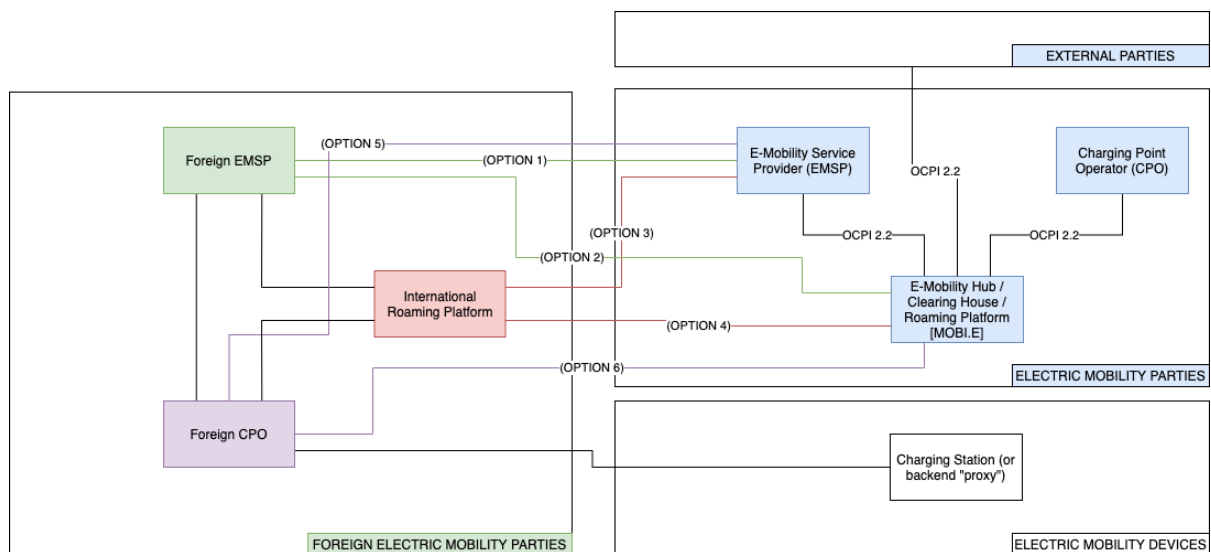 EXTERNAL PARTIES
Foreign EMSP
(OPTION 5)
(OPTION 1)
E-Mobility Service
Provider (EMSP)
Charging Point
Operator (CPO)
OCPI 2.2
(OPTION 3)
OCPI 2.2
OCPI 2.2
(OPTION 2)
International
Roaming Platform
E-Mobility Hub /
Clearing House /
Roaming Platform
[MOBI.E]
(OPTION 4)
(OPTION 6)
ELECTRIC MOBILITY PARTIES
Foreign CPO
Charging Station (or
backend "proxy")
FOREIGN ELECTRIC MOBILITY PARTIES
ELECTRIC MOBILITY DEVICES